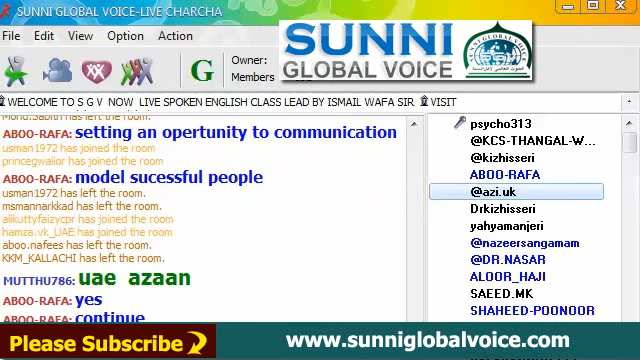 SUNNI GLOBAL VOICE-LIVE CHARCHA
File Edit View Option Action
SUNNI
GLOBAL VOICE
G
Owner:
Members
WELCOME TO S G V NOW LIVE SPOKEN ENGLISH CLASS LEAD BY ISMAIL WAFA SIR VISIT
has left the room.
ABOO-RAFA: setting an opertunity to communication
usman1972 has joined the room
princegwalior has joined the room
ABOO-RAFA: model sucessful people
usman1972 has left the room.
msmannarkkad has left the room.
alikuttyfaizycpr has joined the room
hamza.vk_UAE has joined the room
aboo.nafees has left the room.
KKM_KALLACHI has left the room.
MUTTHU786: uae azaan
ABOO-RAFA: yes
ABOO-RAFA: continue
psycho313
@KCS-THANGAL-W...
@kizhisseri
ABOO-RAFA
@azi.uk
Drkizhisseri
yahyamanjeri
@nazeersangamam
@DR.NASAR
ALOOR_HAJI
SAEED.MK
SHAHEED-POONOOR
Please Subscribe
www.sunniglobalvoice.com